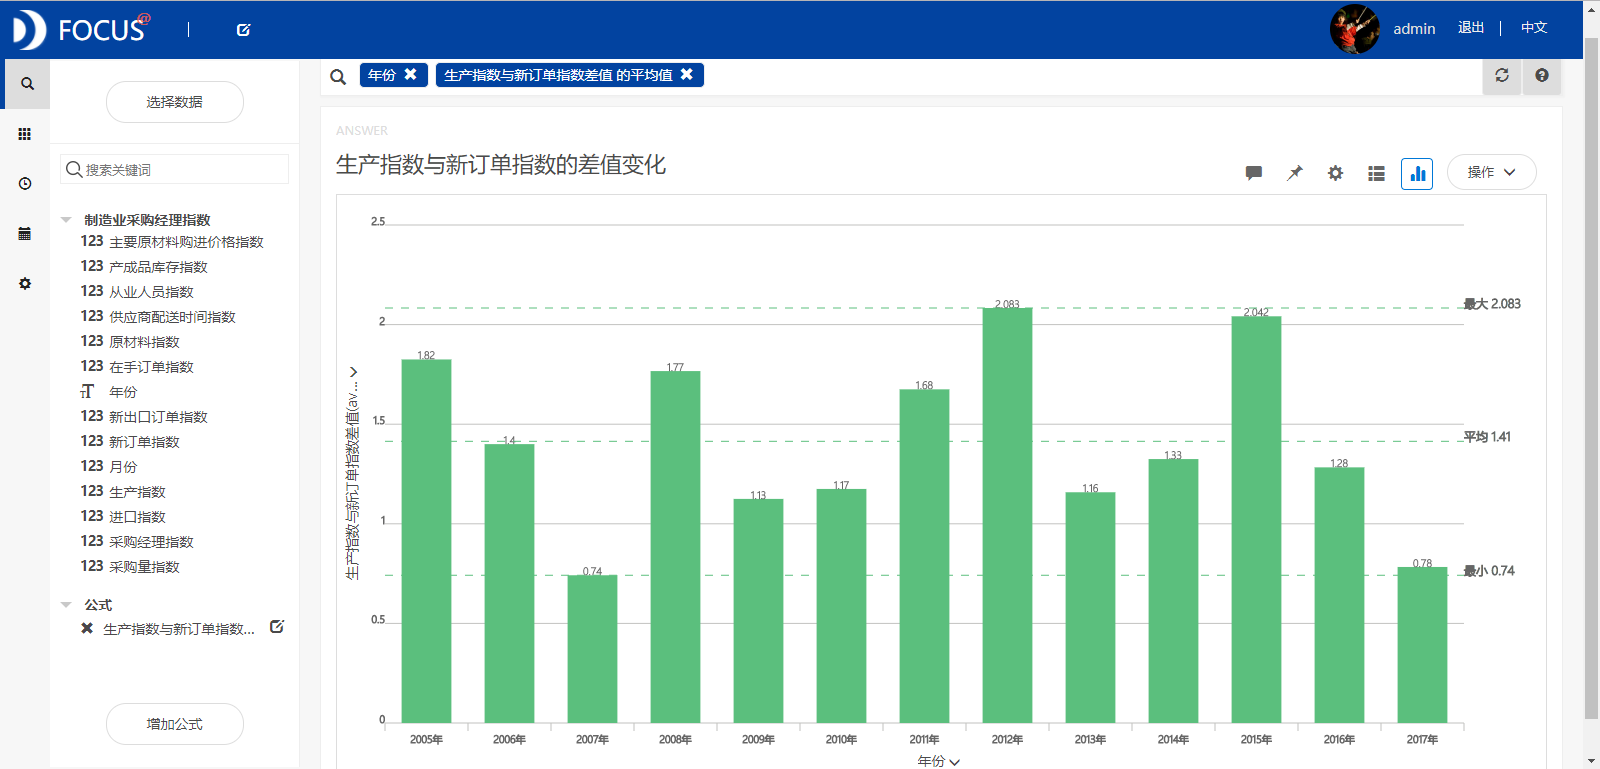 FOCUS@
admin
退出
中文
年份
生产指数与新订单指数差值 的平均值
选择数据
搜索关键词
制造业采购经理指数
123 主要原材料购进价格指数
123 产成品库存指数
123 从业人员指数
123 供应商配送时间指数
123 原材料指数
123 在手订单指数
T 年份
123 新出口订单指数
123 新订单指数
123 月份
123 生产指数
123 进口指数
123 采购经理指数
123 采购量指数
公式
生产指数与新订单指数...
增加公式
ANSWER
生产指数与新订单指数的差值变化
操作
2.5
2
1.5
1
0.5
0
生产指数与新订单指数差值(av...
1.82
1.4
0.74
1.77
1.13
1.17
1.68
2.083
1.16
1.33
2.042
1.28
0.78
最大 2.083
平均 1.41
最小 0.74
2005年
2006年
2007年
2008年
2009年
2010年
2011年
2012年
2013年
2014年
2015年
2016年
2017年
年份